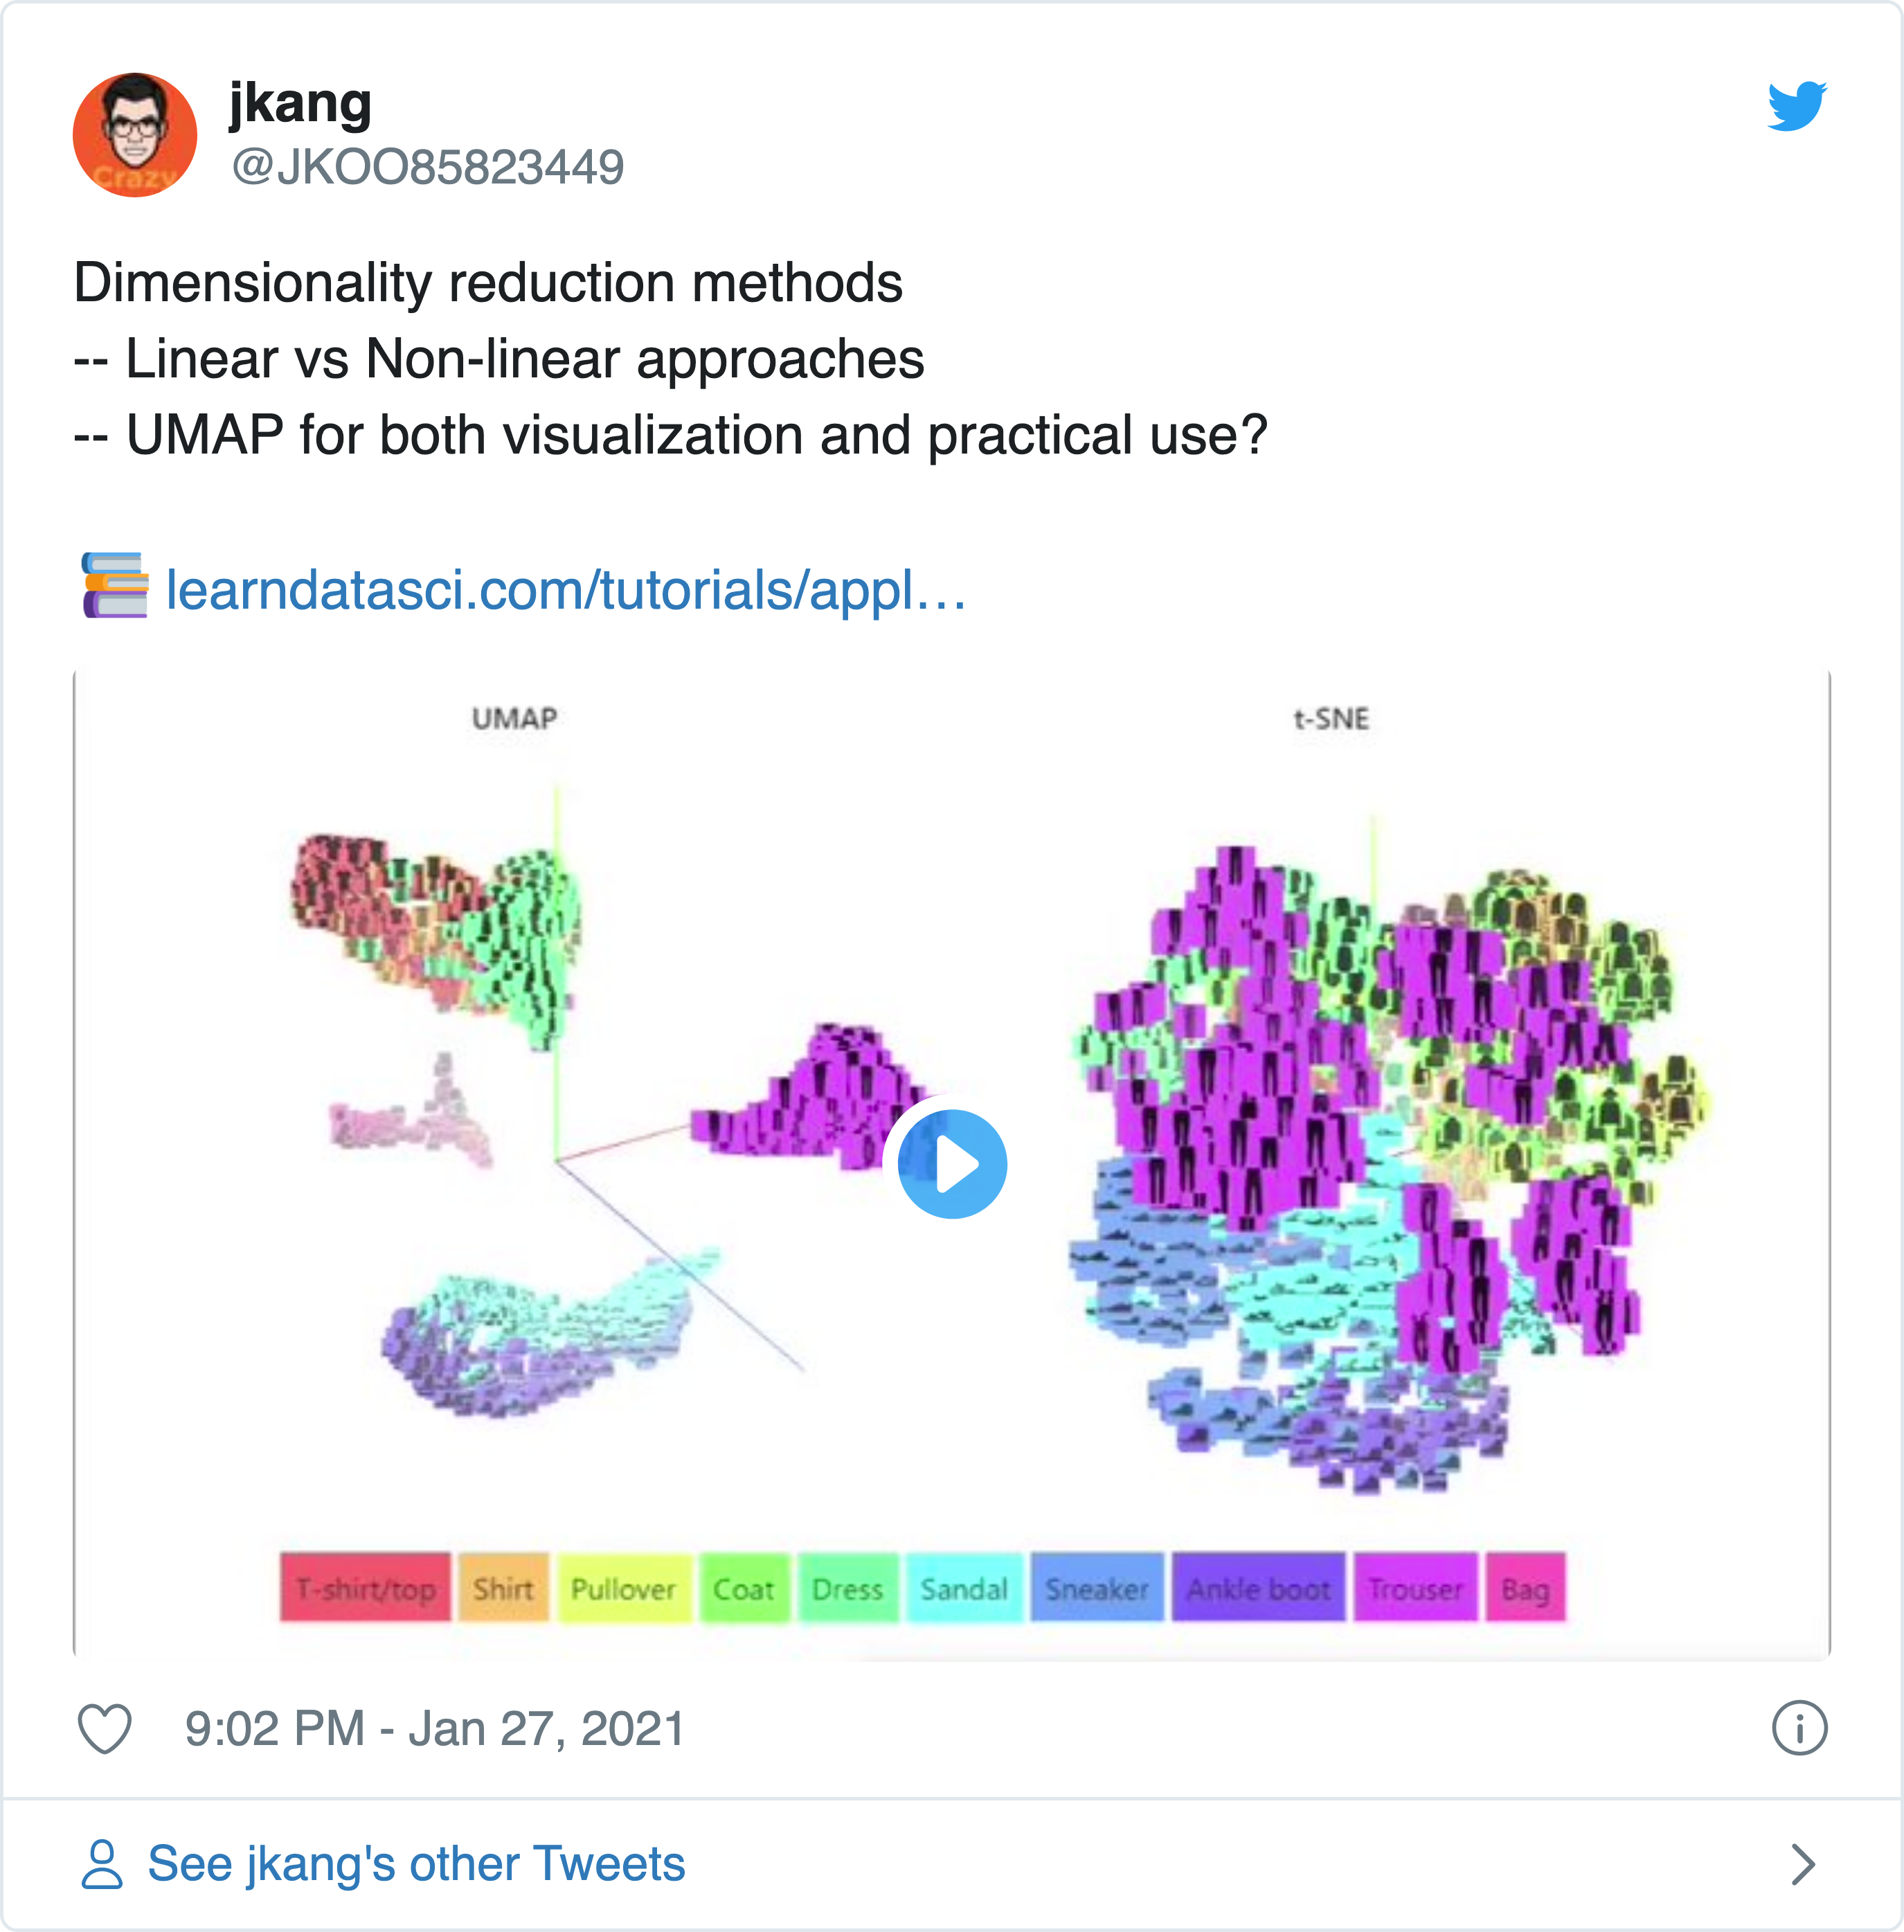 jkang
@JKOO85823449
Crazy
Dimensionality reduction methods
-- Linear vs Non-linear approaches
-- UMAP for both visualization and practical use?
learndatasci.com/tutorials/appl…
UMAP
t-SNE
T-shirt/top Shirt Pullover Coat Dress Sandal Sneaker Ankle boot Trouser Bag
9:02 PM - Jan 27, 2021
See jkang's other Tweets